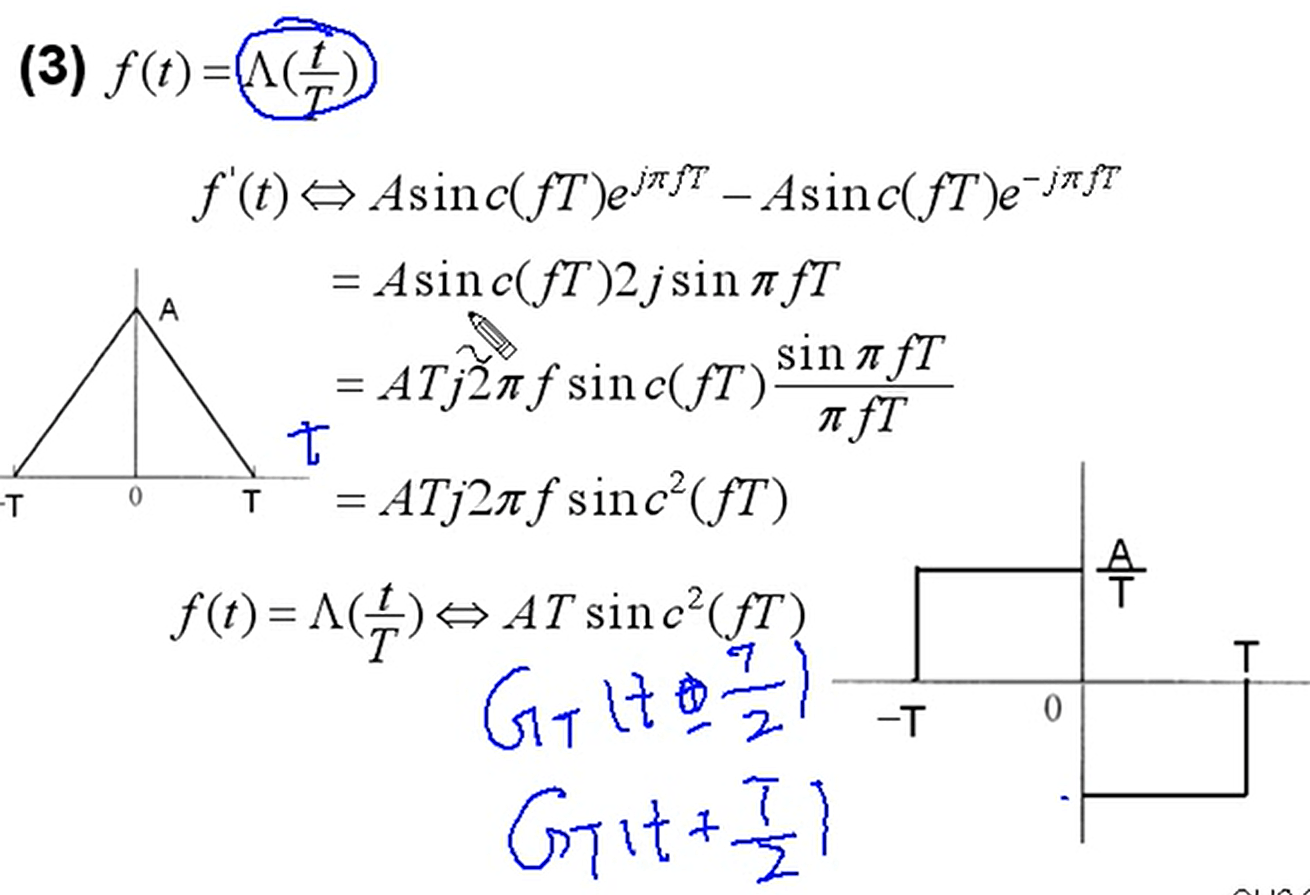 (3) f(t) = Λ(t/T)
f'(t) ⇔ A sinc(fT)e^{jπfT} − A sinc(fT)e^{−jπfT}
= A sinc(fT)2j sin πfT
A
= ATj2πf sinc(fT) sin πfT / πfT
t
-T 0 T
= ATj2πf sinc²(fT)
A/T
f(t) = Λ(t/T) ⇔ AT sinc²(fT)
T
-T 0
G_T(t + T/2)